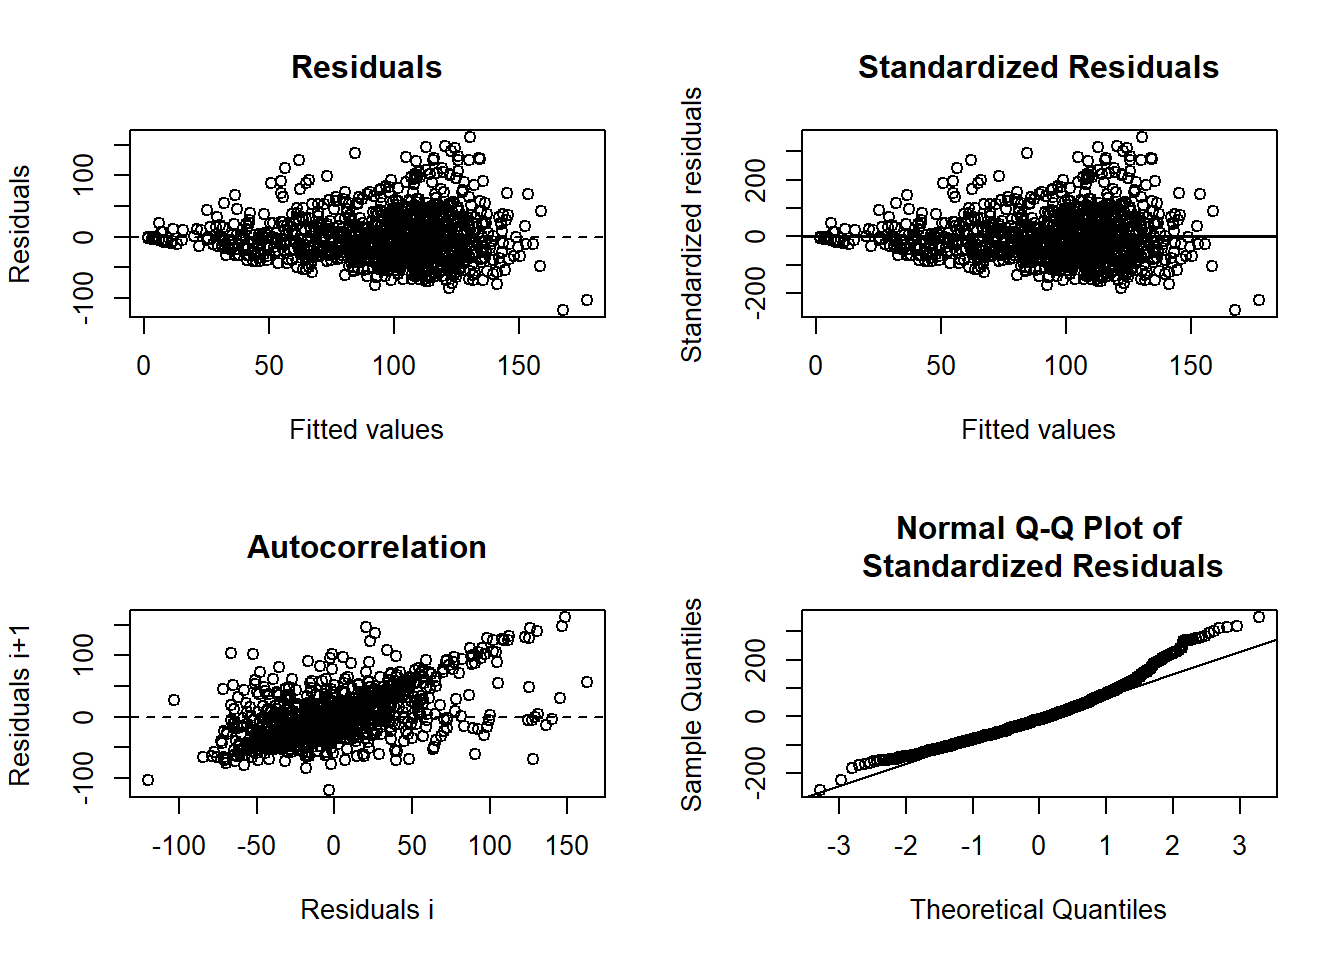 Residuals
Residuals
100
0
-100
0 50 100 150
Fitted values
Standardized Residuals
Standardized residuals
200
0
-200
0 50 100 150
Fitted values
Autocorrelation
Residuals i+1
100
0
-100
-100 -50 0 50 100 150
Residuals i
Normal Q-Q Plot of
Standardized Residuals
Sample Quantiles
200
0
-200
-3 -2 -1 0 1 2 3
Theoretical Quantiles